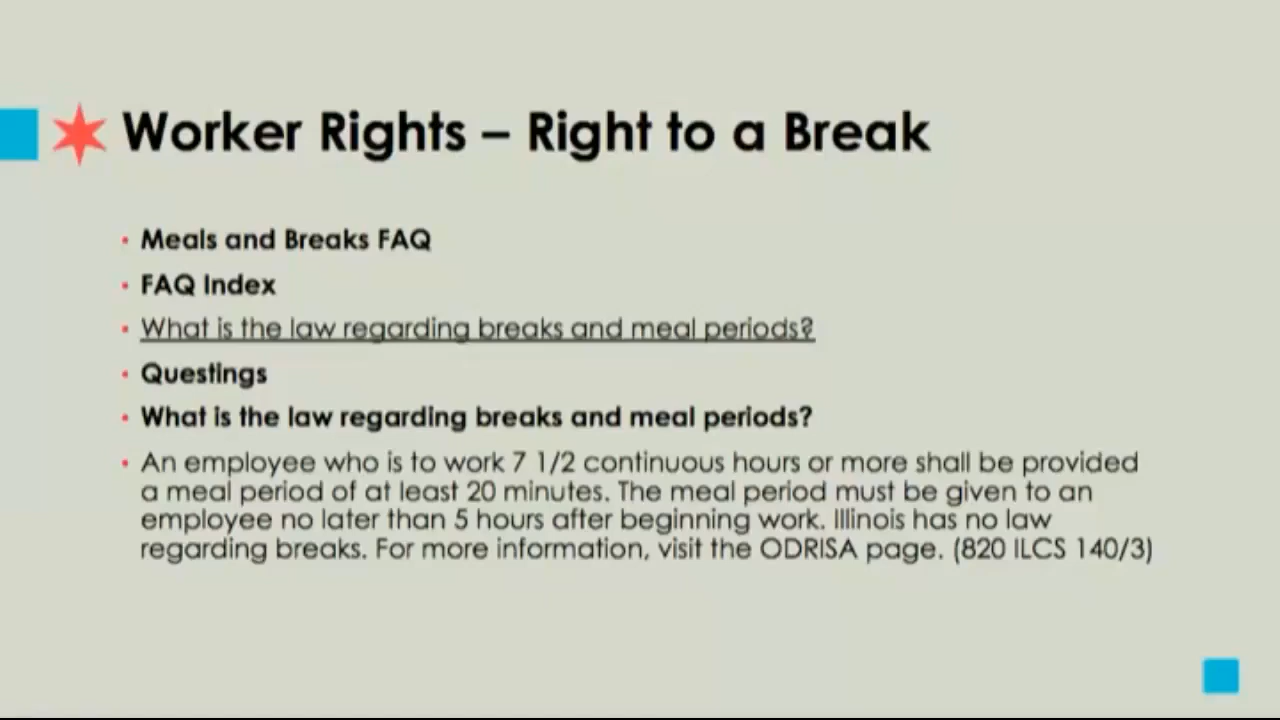 Worker Rights – Right to a Break
• Meals and Breaks FAQ
• FAQ Index
• What is the law regarding breaks and meal periods?
• Questings
• What is the law regarding breaks and meal periods?
• An employee who is to work 7 1/2 continuous hours or more shall be provided
a meal period of at least 20 minutes. The meal period must be given to an
employee no later than 5 hours after beginning work. Illinois has no law
regarding breaks. For more information, visit the ODRISA page. (820 ILCS 140/3)